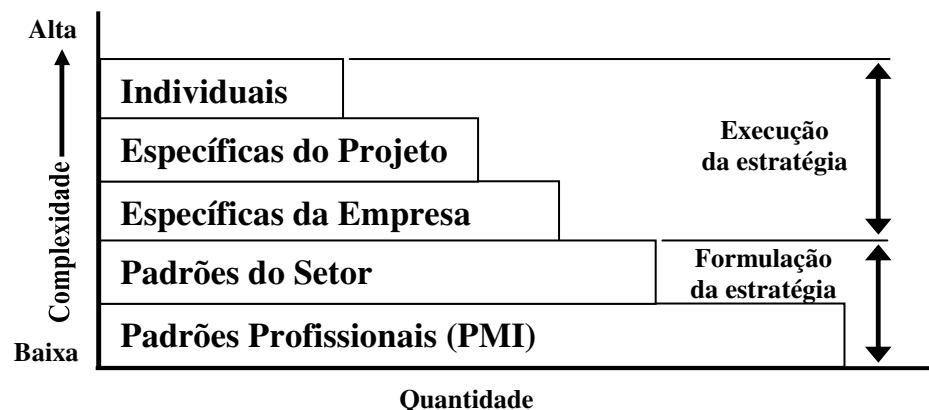 Alta
Individuais
Execução
da estratégia
Específicas do Projeto
Específicas da Empresa
Complexidade
Padrões do Setor
Formulação
da estratégia
Padrões Profissionais (PMI)
Baixa
Quantidade